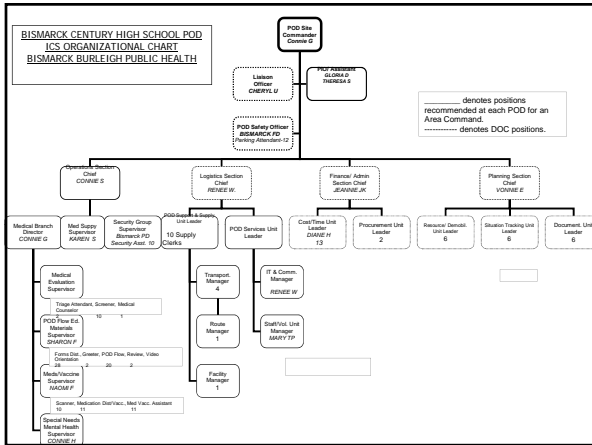 BISMARCK CENTURY HIGH SCHOOL POD
ICS ORGANIZATIONAL CHART
BISMARCK BURLEIGH PUBLIC HEALTH
POD Site
Commander
Connie G
Liaison
Officer
CHERYL U
PIO/ Assistant
GLORIA D
THERESA S
________ denotes positions
recommended at each POD for an
Area Command.
------------ denotes DOC positions.
POD Safety Officer
BISMARCK FD
Parking Attendant-12
Operations Section
Chief
CONNIE S
Logistics Section
Chief
RENEE W.
Finance/ Admin
Section Chief
JEANNIE JK
Planning Section
Chief
VONNIE E
Medical Branch
Director
CONNIE G
Med Suppy
Supervisor
KAREN S
Security Group
Supervisor
Bismarck PD
Security Asst. 10
POD Support & Supply
Unit Leader
10 Supply
Clerks
POD Services Unit
Leader
Cost/Time Unit
Leader
DIANE H
13
Procurement Unit
Leader
2
Resource/ Demobil.
Unit Leader
6
Situation Tracking Unit
Leader
6
Document. Unit
Leader
6
Medical
Evaluation
Supervisor
Transport.
Manager
4
IT & Comm.
Manager
RENEE W
Triage Attendant, Screener, Medical
Counselor
10 1
POD Flow Ed.
Materials
Supervisor
SHARON F
Route
Manager
1
Staff/Vol. Unit
Manager
MARY TP
Forms Dist., Greeter, POD Flow, Review, Video
Orientation
28 2 20 2
Meds/Vaccine
Supervisor
NAOMI F
Facility
Manager
1
Scanner, Medication Dist/Vacc., Med Vacc. Assistant
10 11 11
Special Needs
Mental Health
Supervisor
CONNIE H